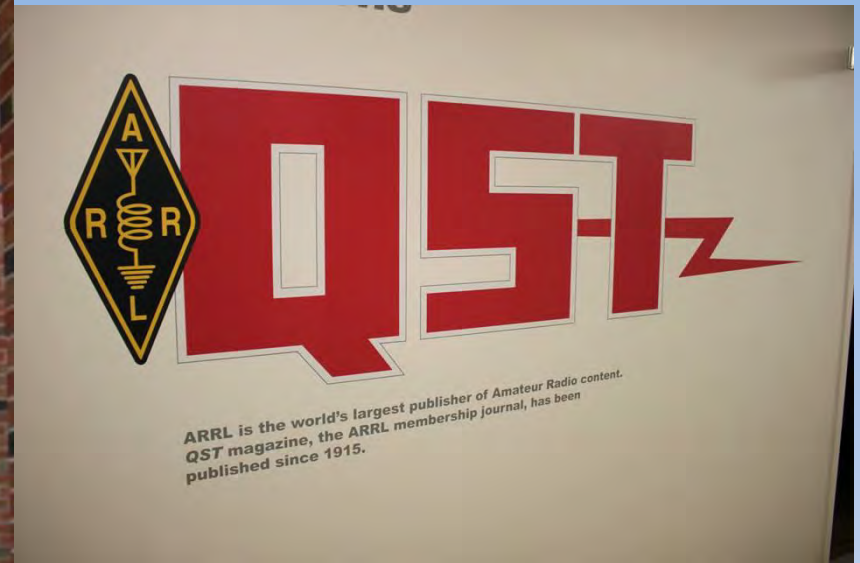 QST
A
R R
L
ARRL is the world's largest publisher of Amateur Radio content.
QST magazine, the ARRL membership journal, has been
published since 1915.